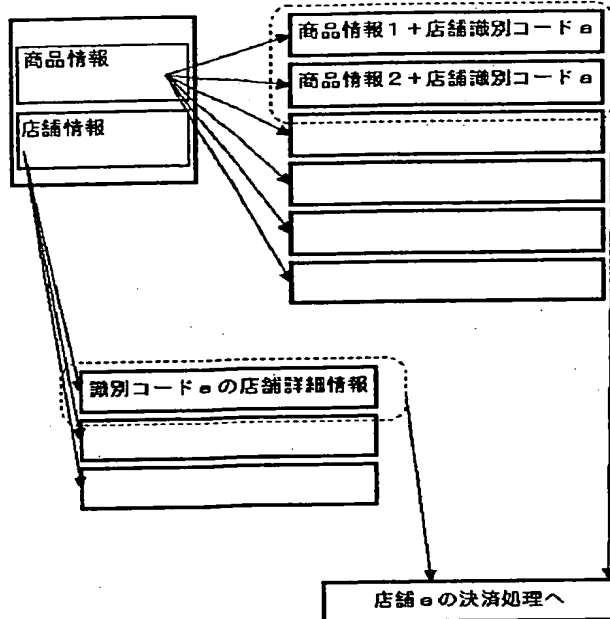 商品情報
店舗情報
商品情報1+店舗識別コードa
商品情報2+店舗識別コードa
識別コードaの店舗詳細情報
店舗aの決済処理へ